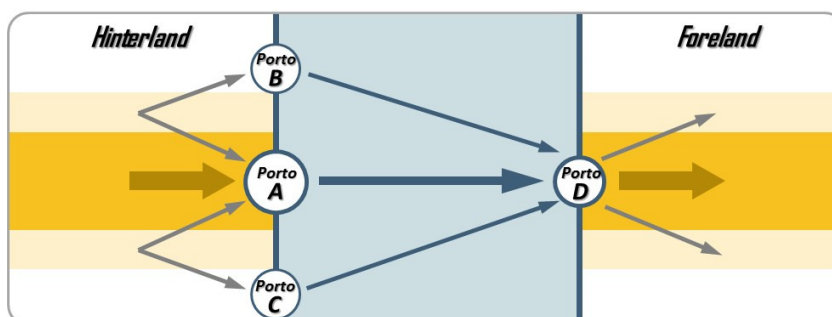 Hinterland
Foreland
Porto
B
Porto
A
Porto
D
Porto
C